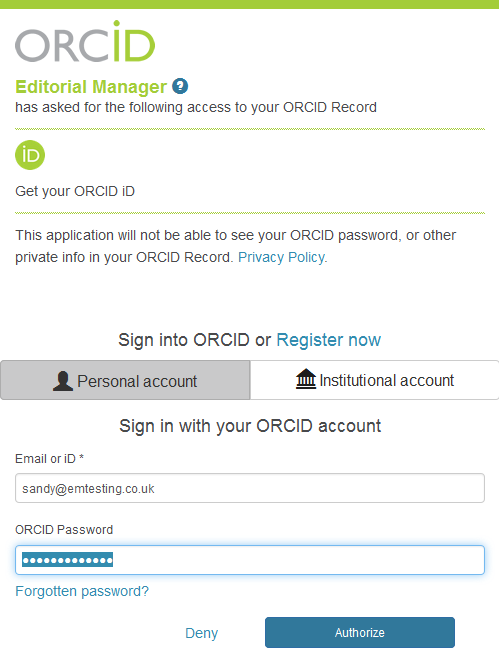 ORCiD
Editorial Manager ?
has asked for the following access to your ORCID Record
iD
Get your ORCID iD
This application will not be able to see your ORCID password, or other
private info in your ORCID Record. Privacy Policy.
Sign into ORCID or Register now
Personal account
Institutional account
Sign in with your ORCID account
Email or iD *
sandy@emtesting.co.uk
ORCID Password
●●●●●●●●●●●●●
Forgotten password?
Deny
Authorize